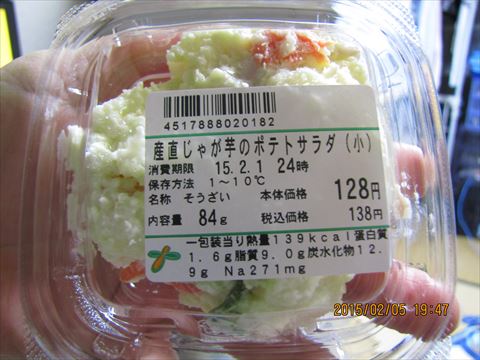 4517888020182
産直じゃが芋のポテトサラダ(小)
消費期限 15.2.1 24時
保存方法 1～10℃
名称 そうざい 本体価格 128円
内容量 84g 税込価格 138円
一包装当り熱量139kcal蛋白質
1.6g脂質9.0g炭水化物12.
9g Na271mg
2015/02/05 19:47